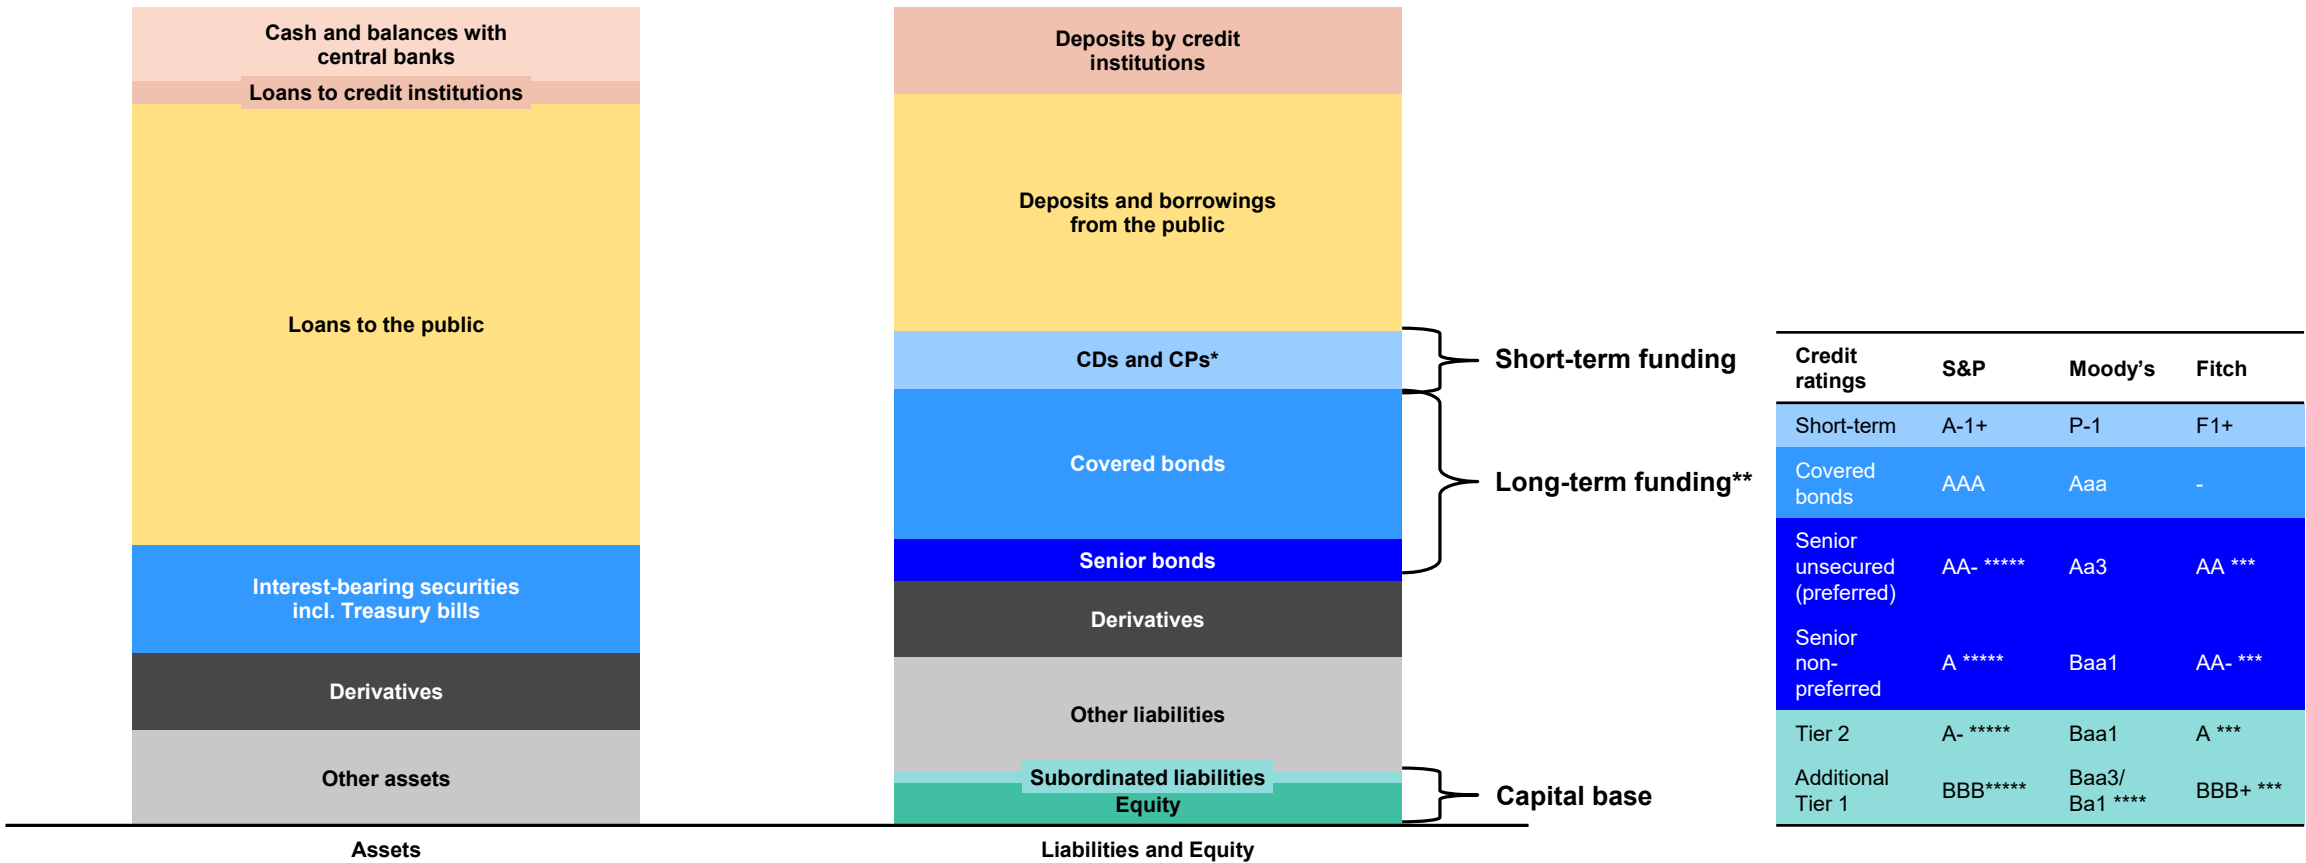 Cash and balances with
central banks
Loans to credit institutions
Loans to the public
Interest-bearing securities
incl. Treasury bills
Derivatives
Other assets
Assets
Deposits by credit
institutions
Deposits and borrowings
from the public
CDs and CPs*
Covered bonds
Senior bonds
Derivatives
Other liabilities
Subordinated liabilities
Equity
Liabilities and Equity
Short-term funding
Long-term funding**
Capital base
Credit
ratings
S&P
Moody's
Fitch
Short-term
A-1+
P-1
F1+
Covered
bonds
AAA
Aaa
-
Senior
unsecured
(preferred)
AA- *****
Aa3
AA ***
Senior
non-
preferred
A *****
Baa1
AA- ***
Tier 2
A- *****
Baa1
A ***
Additional
Tier 1
BBB*****
Baa3/
Ba1 ****
BBB+ ***